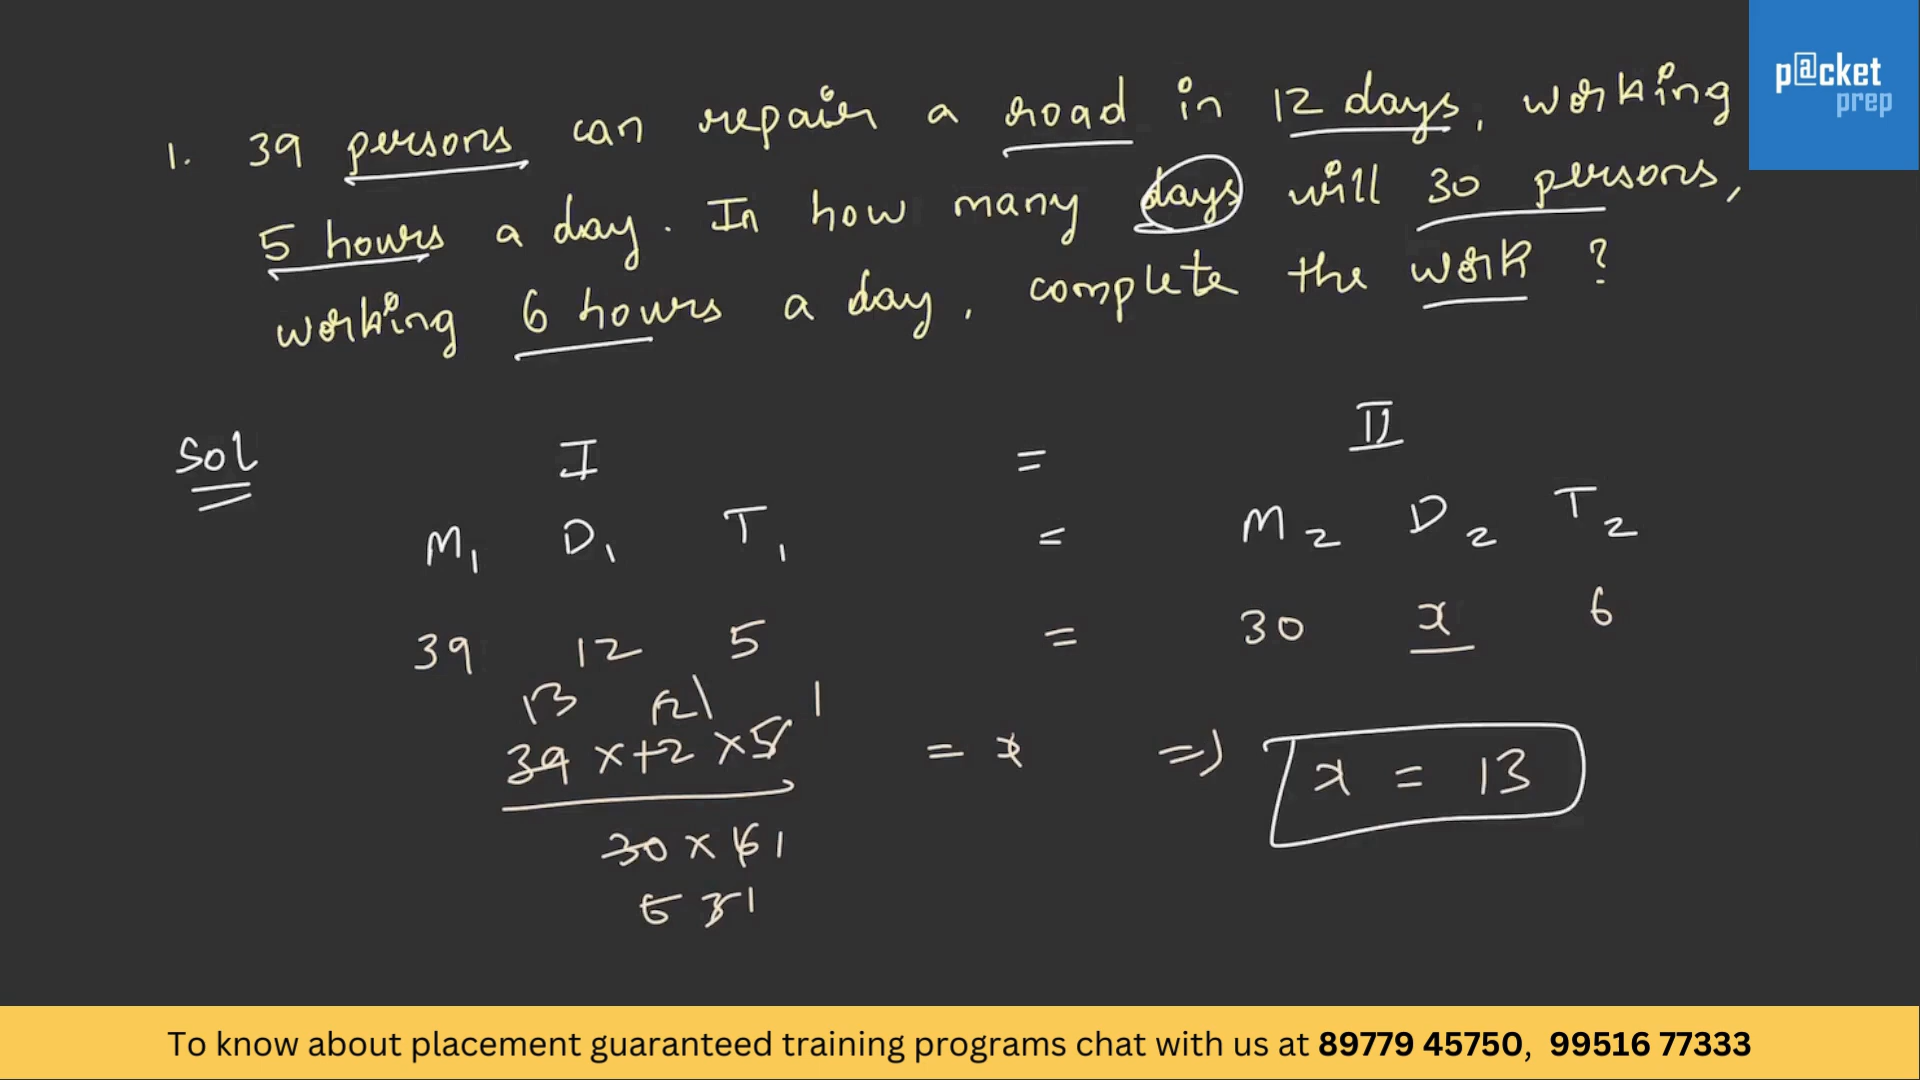 p@cket
prep
1. 39 persons can repair a road in 12 days, working
5 hours a day. In how many days will 30 persons,
working 6 hours a day, complete the work ?
Sol I = II
M1 D1 T1 = M2 D2 T2
39 12 5 = 30 x 6
13 1
39 x 12 x 5 = x => x = 13
30 x 6 1
5 3 1
To know about placement guaranteed training programs chat with us at 89779 45750, 99516 77333